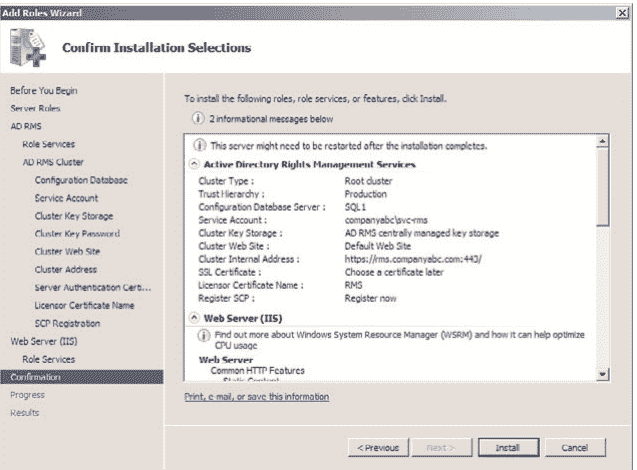 Add Roles Wizard
Confirm Installation Selections
Before You Begin
Server Roles
AD RMS
Role Services
AD RMS Cluster
Configuration Database
Service Account
Cluster Key Storage
Cluster Key Password
Cluster Web Site
Cluster Address
Server Authentication Certi...
Licensor Certificate Name
SCP Registration
Web Server (IIS)
Role Services
Confirmation
Progress
Results
To install the following roles, role services, or features, click Install.
2 informational messages below
This server might need to be restarted after the installation completes.
Active Directory Rights Management Services
Cluster Type : Root cluster
Trust Hierarchy : Production
Configuration Database Server : SQL1
Service Account : companyabc\svc-rms
Cluster Key Storage : AD RMS centrally managed key storage
Cluster Web Site : Default Web Site
Cluster Internal Address : https://rms.companyabc.com:443/
SSL Certificate : Choose a certificate later
Licensor Certificate Name : RMS
Register SCP : Register now
Web Server (IIS)
Find out more about Windows System Resource Manager (WSRM) and how it can help optimize
CPU usage
Web Server
Common HTTP Features
Static Content
Print, e-mail, or save this information
< Previous
Next >
Install
Cancel